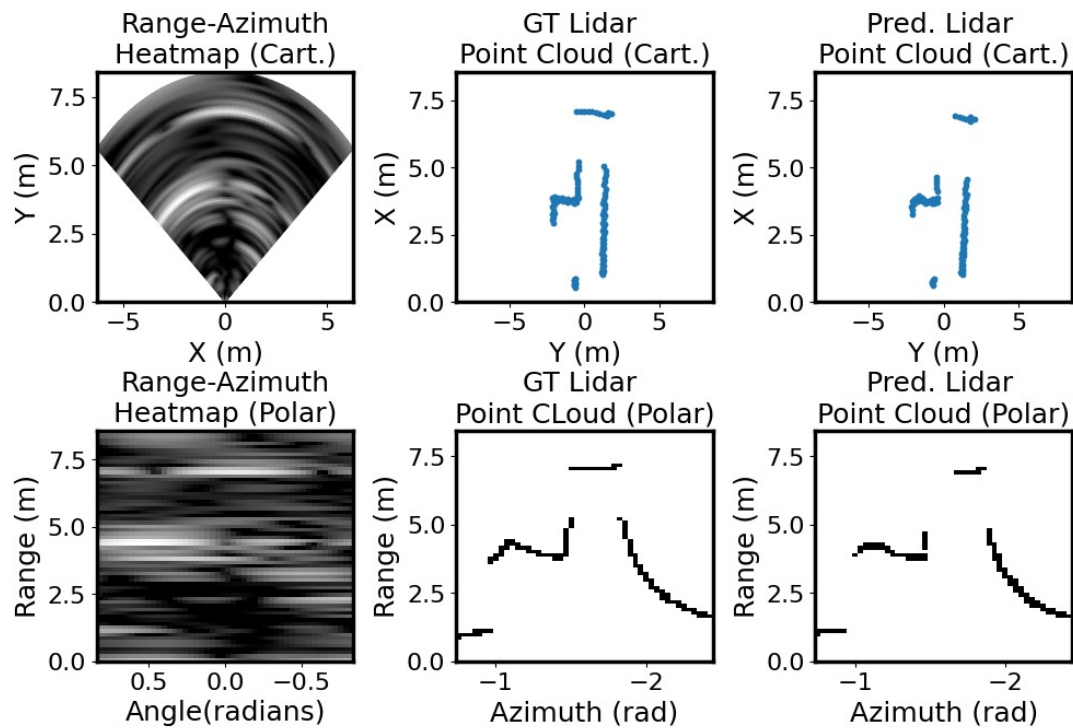 Range-Azimuth
Heatmap (Cart.)
GT Lidar
Point Cloud (Cart.)
Pred. Lidar
Point Cloud (Cart.)
7.5
5.0
2.5
0.0
Y (m)
−5
0
5
X (m)
7.5
5.0
2.5
0.0
X (m)
−5
0
5
Y (m)
7.5
5.0
2.5
0.0
X (m)
−5
0
5
Y (m)
Range-Azimuth
Heatmap (Polar)
GT Lidar
Point CLoud (Polar)
Pred. Lidar
Point Cloud (Polar)
7.5
5.0
2.5
0.0
Range (m)
0.5
0.0
−0.5
Angle(radians)
7.5
5.0
2.5
0.0
Range (m)
−1
−2
Azimuth (rad)
7.5
5.0
2.5
0.0
Range (m)
−1
−2
Azimuth (rad)